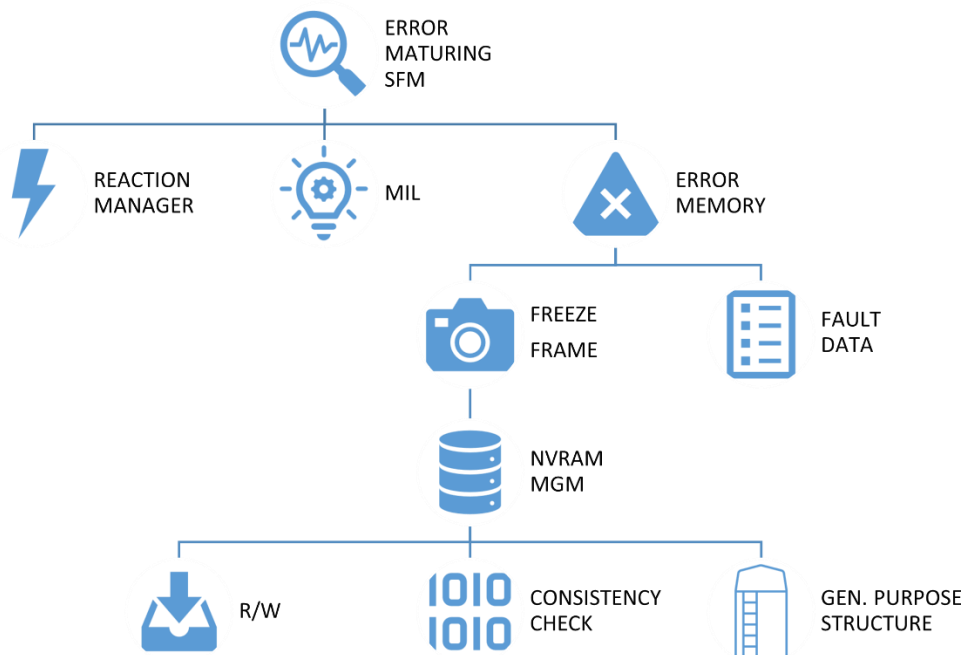 ERROR
MATURING
SFM
REACTION
MANAGER
MIL
ERROR
MEMORY
FREEZE
FRAME
FAULT
DATA
NVRAM
MGM
R/W
1010
1010
CONSISTENCY
CHECK
GEN. PURPOSE
STRUCTURE